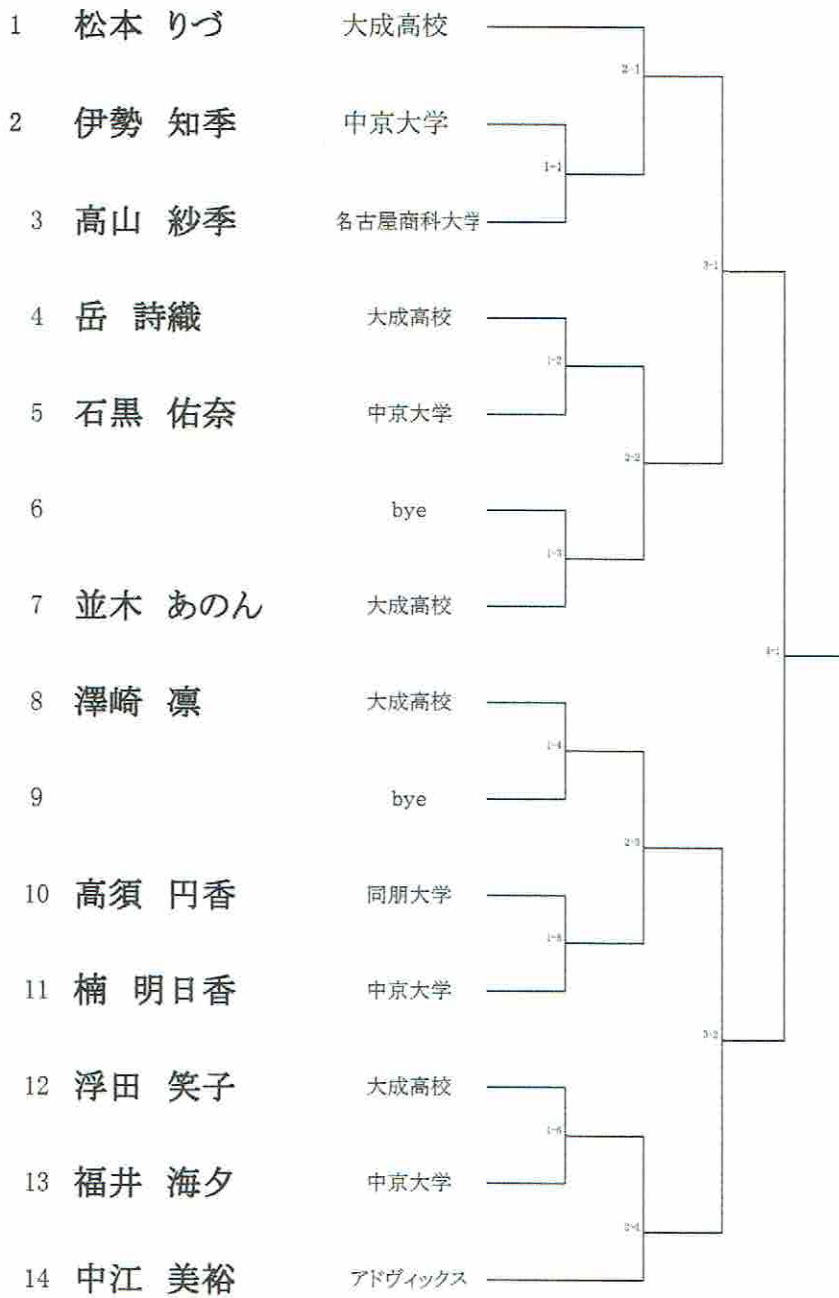 1 松本 りづ 大成高校
2-1
2 伊勢 知季 中京大学
1-1
3 高山 紗季 名古屋商科大学
3-1
4 岳 詩織 大成高校
1-2
5 石黒 佑奈 中京大学
2-2
6 bye
1-3
7 並木 あのん 大成高校
4-1
8 澤崎 凛 大成高校
1-4
9 bye
2-3
10 高須 円香 同朋大学
1-5
11 楠 明日香 中京大学
3-2
12 浮田 笑子 大成高校
1-6
13 福井 海夕 中京大学
2-4
14 中江 美裕 アドヴィックス